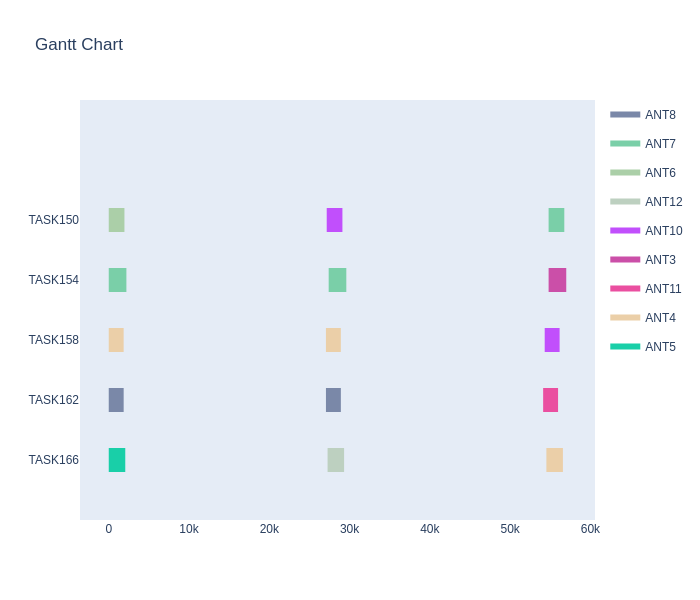 Gantt Chart
ANT8
ANT7
ANT6
ANT12
ANT10
ANT3
ANT11
ANT4
ANT5
TASK150
TASK154
TASK158
TASK162
TASK166
0 10k 20k 30k 40k 50k 60k